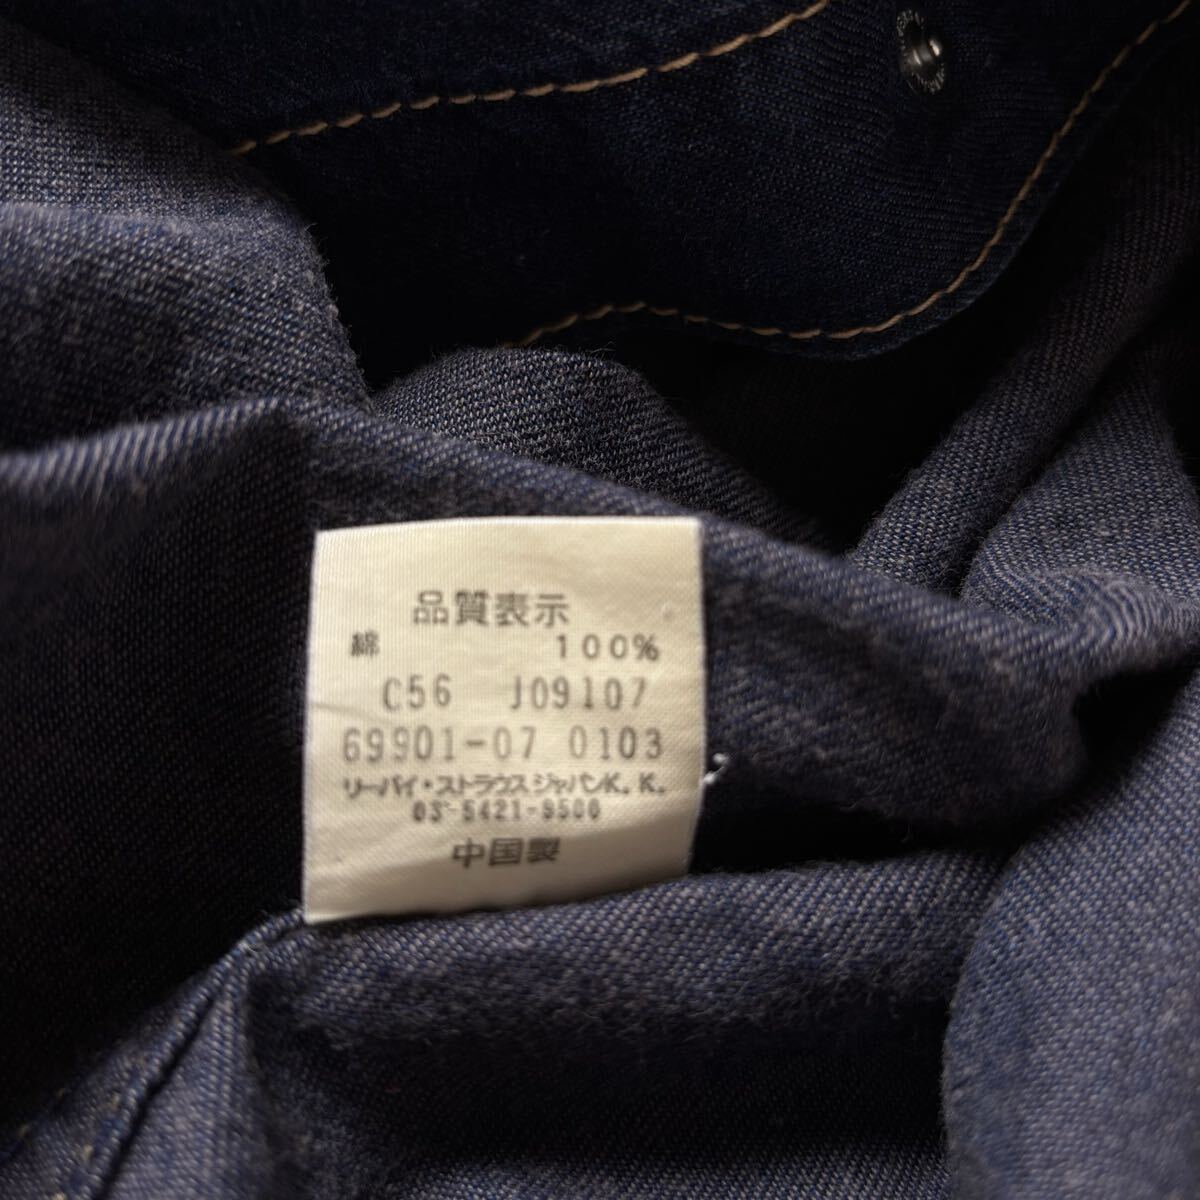 品質表示
綿 100%
C56 J09107
69901-07 0103
リーバイ・ストラウスジャパンK.K.
03-5421-9500
中国製